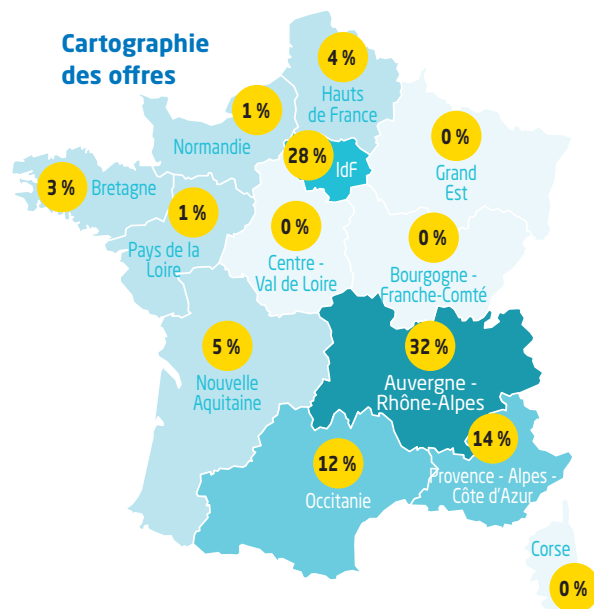 Cartographie
des offres
4 %
Hauts
de France
1 %
Normandie
28 %
IdF
0 %
Grand
Est
3 %
Bretagne
1 %
Pays de la
Loire
0 %
Centre -
Val de Loire
0 %
Bourgogne -
Franche-Comté
5 %
Nouvelle
Aquitaine
32 %
Auvergne -
Rhône-Alpes
12 %
Occitanie
14 %
Provence - Alpes -
Côte d'Azur
Corse
0 %